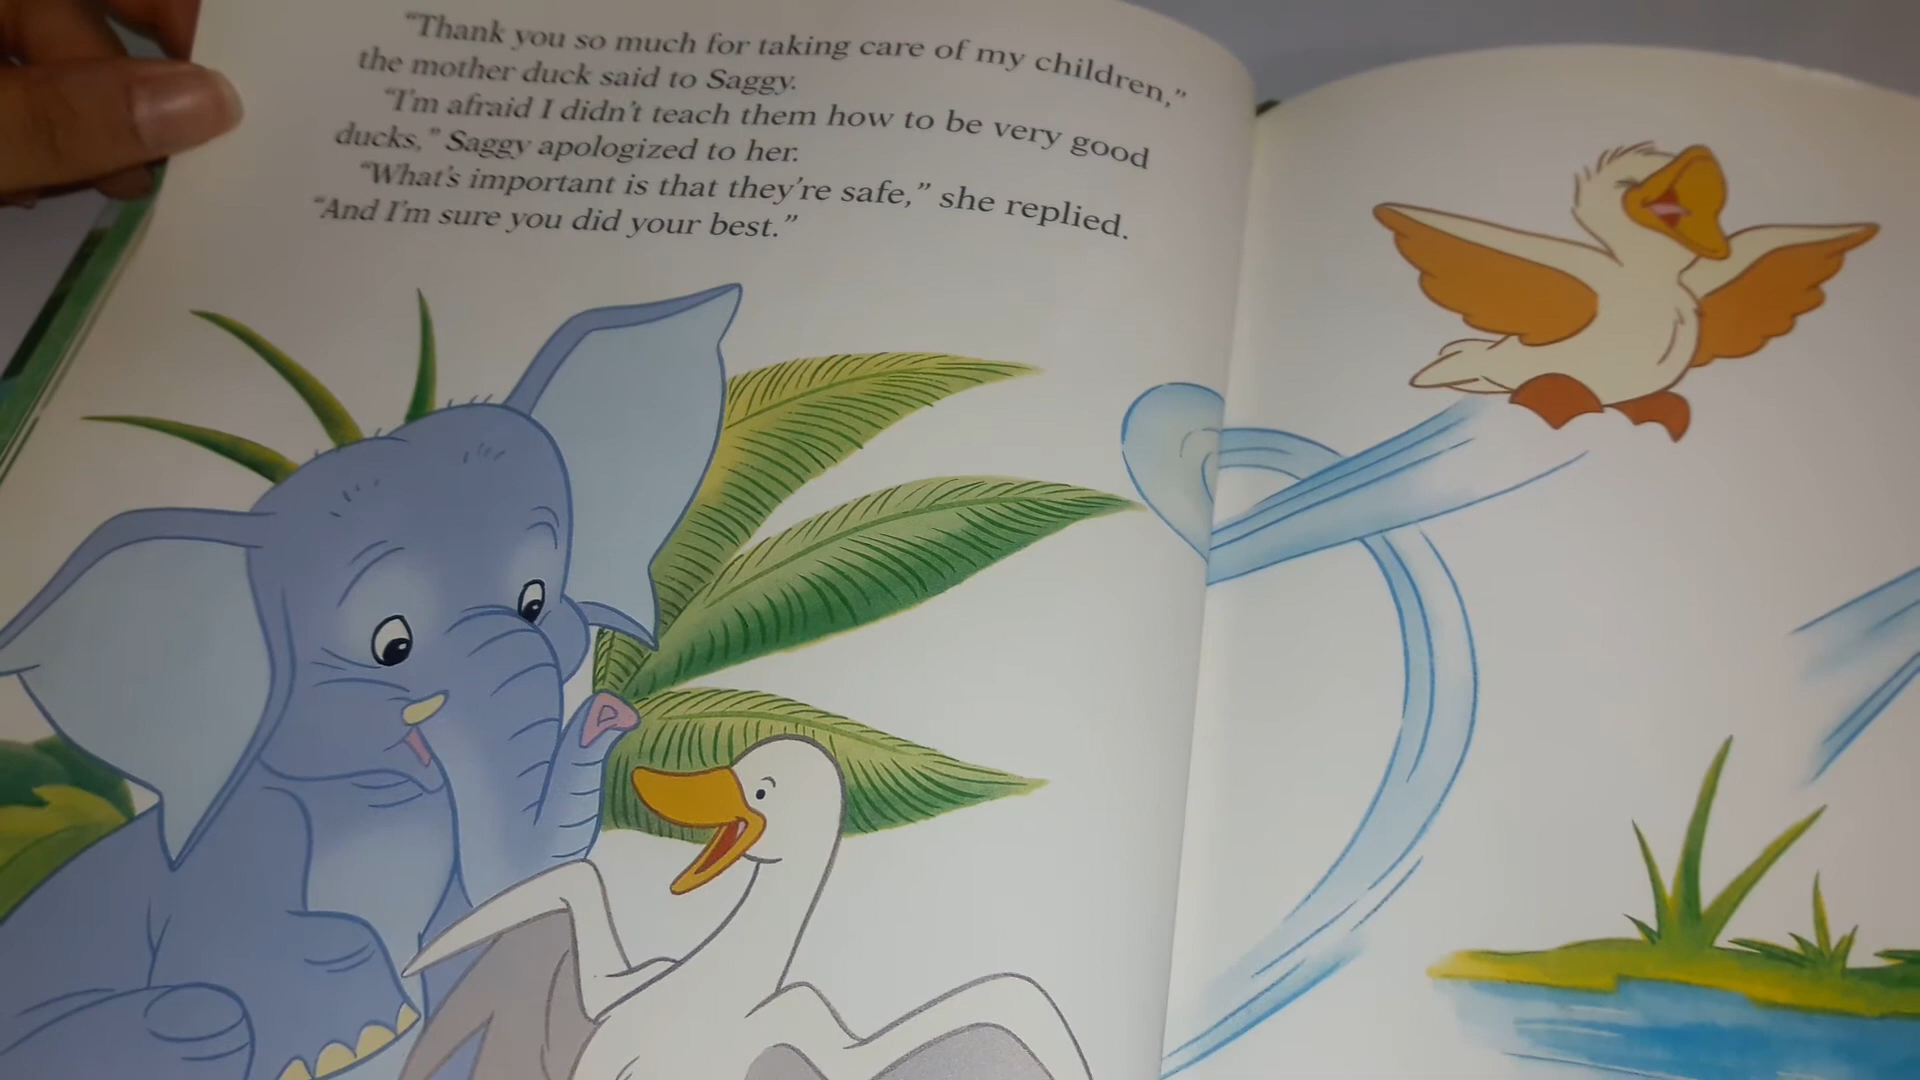 “Thank you so much for taking care of my children,”
the mother duck said to Saggy.
“I'm afraid I didn't teach them how to be very good
ducks,” Saggy apologized to her.
“What's important is that they're safe,” she replied.
“And I'm sure you did your best.”